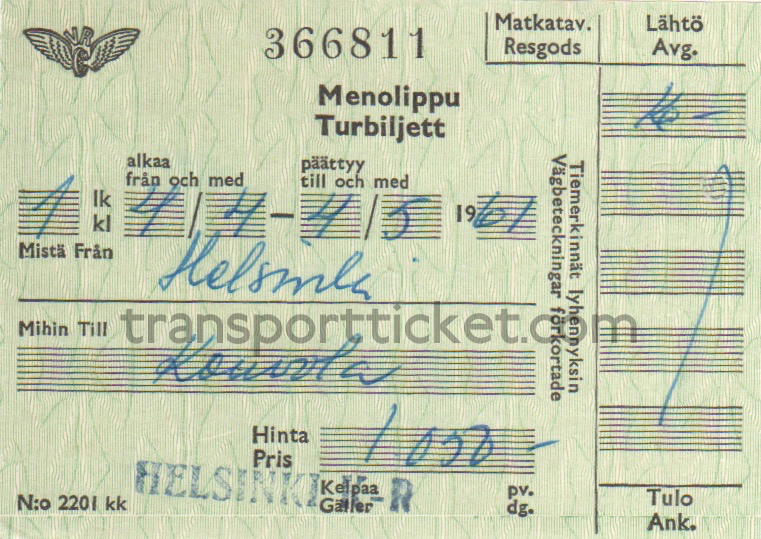 VR
366811
Matkatav.
Resgods
Lähtö
Avg.
Menolippu
Turbiljett
Ko -
alkaa
från och med
päättyy
till och med
1 lk
kl
4/4 - 4/5 1961
Mistä Från
Helsinki
Tiemerkinnät lyhennyksin
Vägbeteckningar förkortade
transportticket.com
Mihin Till
Kouvola
Hinta
Pris
1.050 -
HELSINKI H-R
Kelpaa
Gäller
pv.
dg.
N:o 2201 kk
Tulo
Ank.